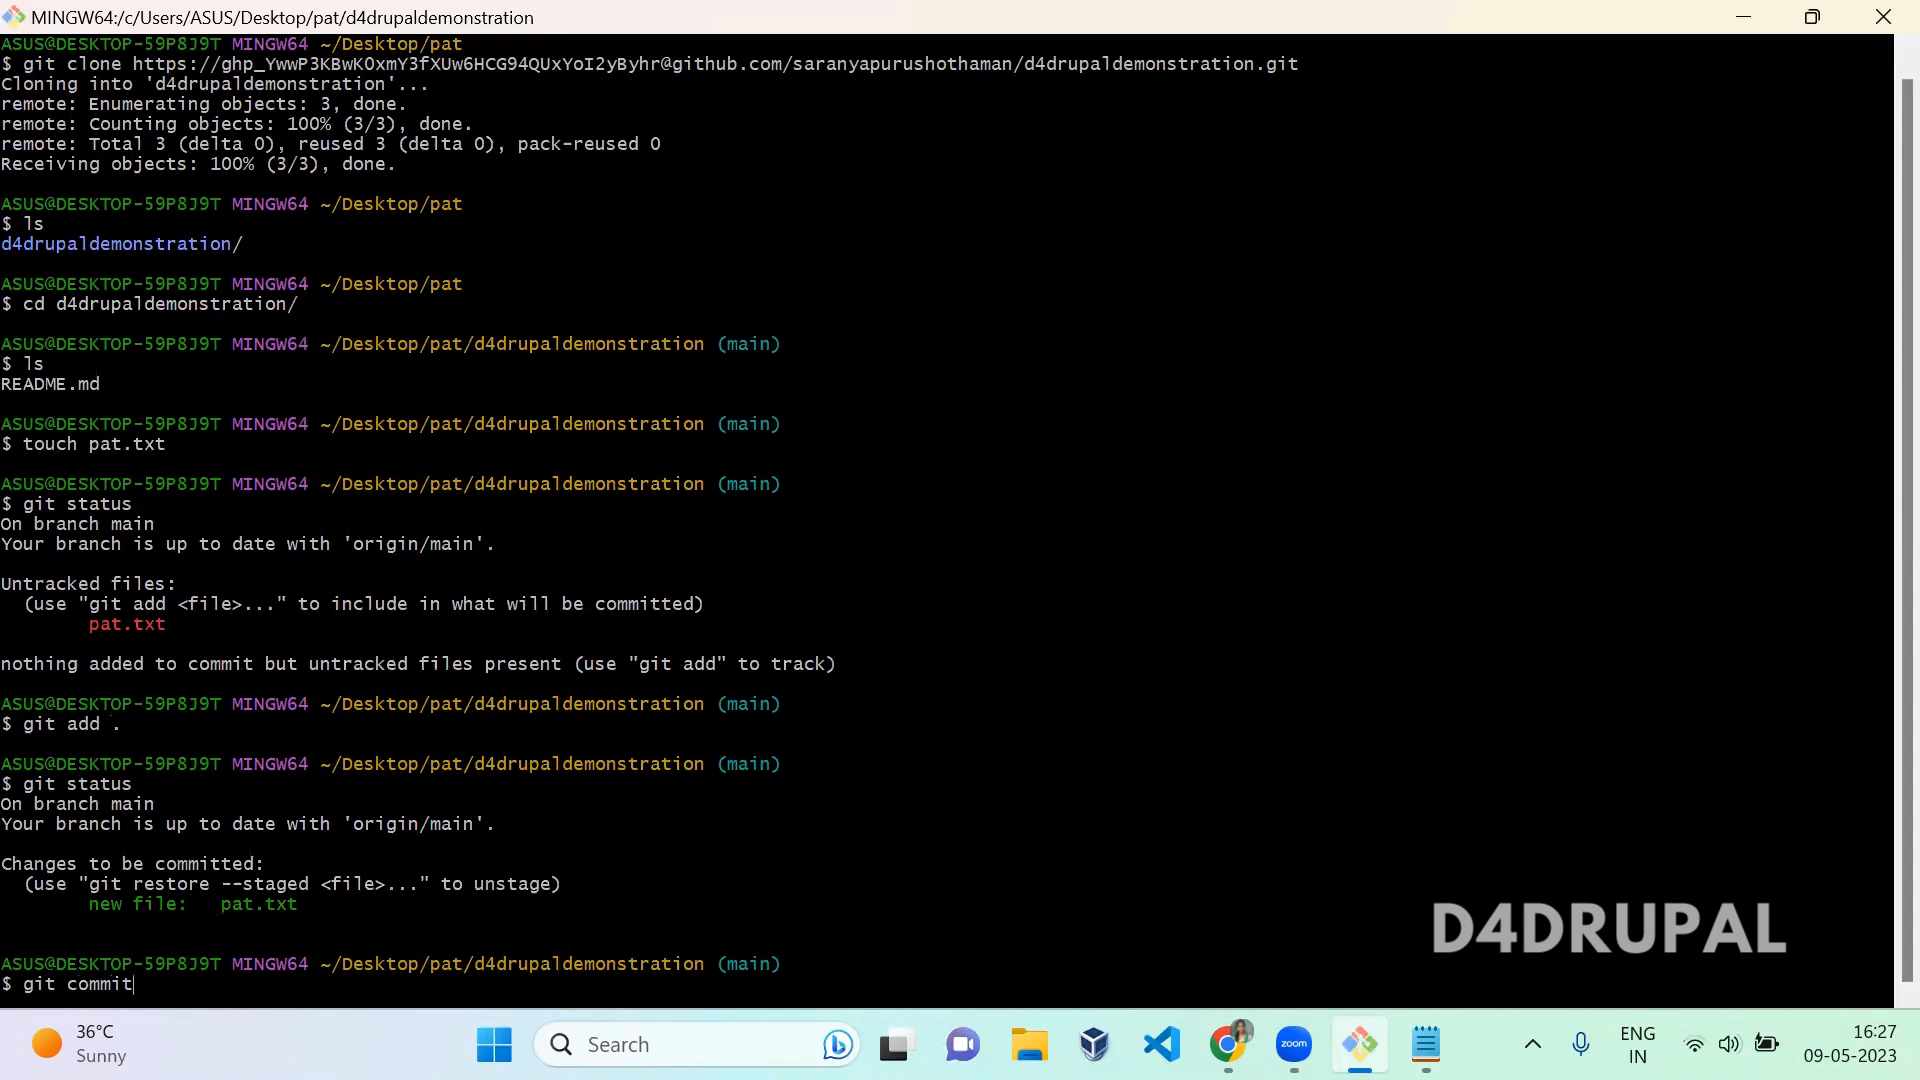 MINGW64:/c/Users/ASUS/Desktop/pat/d4drupaldemonstration
ASUS@DESKTOP-59P8J9T MINGW64 ~/Desktop/pat
$ git clone https://ghp_YwwP3KBwKOxmY3fXUw6HCG94QUxYoI2yByhr@github.com/saranyapurushothaman/d4drupaldemonstration.git
Cloning into 'd4drupaldemonstration'...
remote: Enumerating objects: 3, done.
remote: Counting objects: 100% (3/3), done.
remote: Total 3 (delta 0), reused 3 (delta 0), pack-reused 0
Receiving objects: 100% (3/3), done.
ASUS@DESKTOP-59P8J9T MINGW64 ~/Desktop/pat
$ ls
d4drupaldemonstration/
ASUS@DESKTOP-59P8J9T MINGW64 ~/Desktop/pat
$ cd d4drupaldemonstration/
ASUS@DESKTOP-59P8J9T MINGW64 ~/Desktop/pat/d4drupaldemonstration (main)
$ ls
README.md
ASUS@DESKTOP-59P8J9T MINGW64 ~/Desktop/pat/d4drupaldemonstration (main)
$ touch pat.txt
ASUS@DESKTOP-59P8J9T MINGW64 ~/Desktop/pat/d4drupaldemonstration (main)
$ git status
On branch main
Your branch is up to date with 'origin/main'.
Untracked files:
(use "git add <file>..." to include in what will be committed)
pat.txt
nothing added to commit but untracked files present (use "git add" to track)
ASUS@DESKTOP-59P8J9T MINGW64 ~/Desktop/pat/d4drupaldemonstration (main)
$ git add .
ASUS@DESKTOP-59P8J9T MINGW64 ~/Desktop/pat/d4drupaldemonstration (main)
$ git status
On branch main
Your branch is up to date with 'origin/main'.
Changes to be committed:
(use "git restore --staged <file>..." to unstage)
new file:   pat.txt
ASUS@DESKTOP-59P8J9T MINGW64 ~/Desktop/pat/d4drupaldemonstration (main)
$ git commit
D4DRUPAL
36°C
Sunny
Search
zoom
ENG
IN
16:27
09-05-2023